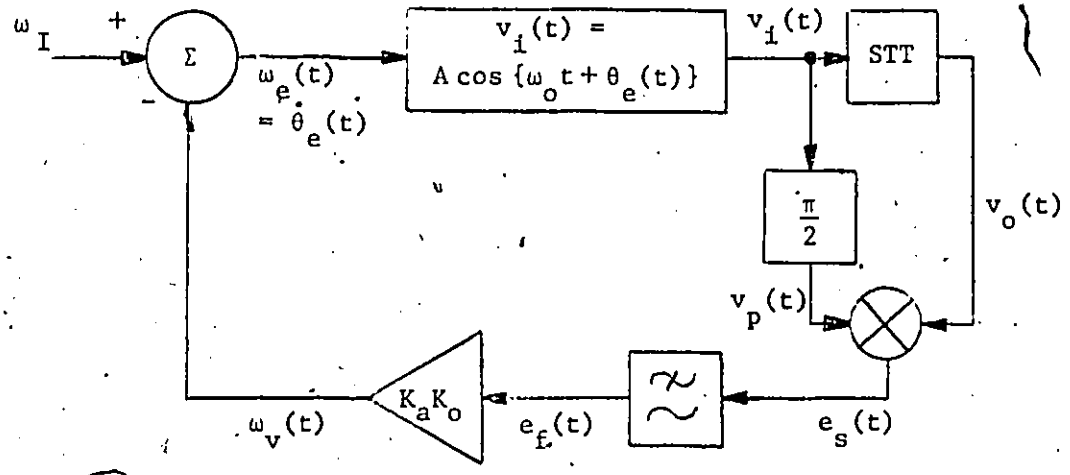 ω_I
+
-
Σ
ω_e(t)
= θ̇_e(t)
v_i(t) =
A cos {ω_o t + θ_e(t)}
v_i(t)
STT
π/2
v_o(t)
v_p(t)
e_s(t)
e_f(t)
K_a K_o
ω_v(t)